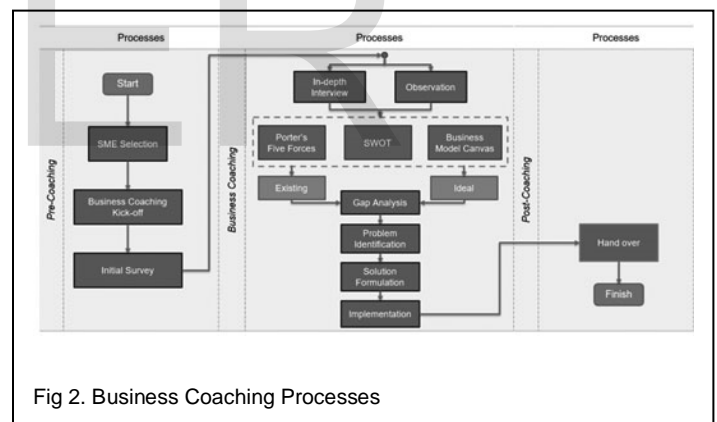 Processes
Processes
Processes
Pre-Coaching
Start
SME Selection
Business Coaching
Kick-off
Initial Survey
Business Coaching
In-depth
Interview
Observation
Porter's
Five Forces
SWOT
Business
Model Canvas
Existing
Ideal
Gap Analysis
Problem
Identification
Solution
Formulation
Implementation
Post-Coaching
Hand over
Finish
Fig 2. Business Coaching Processes